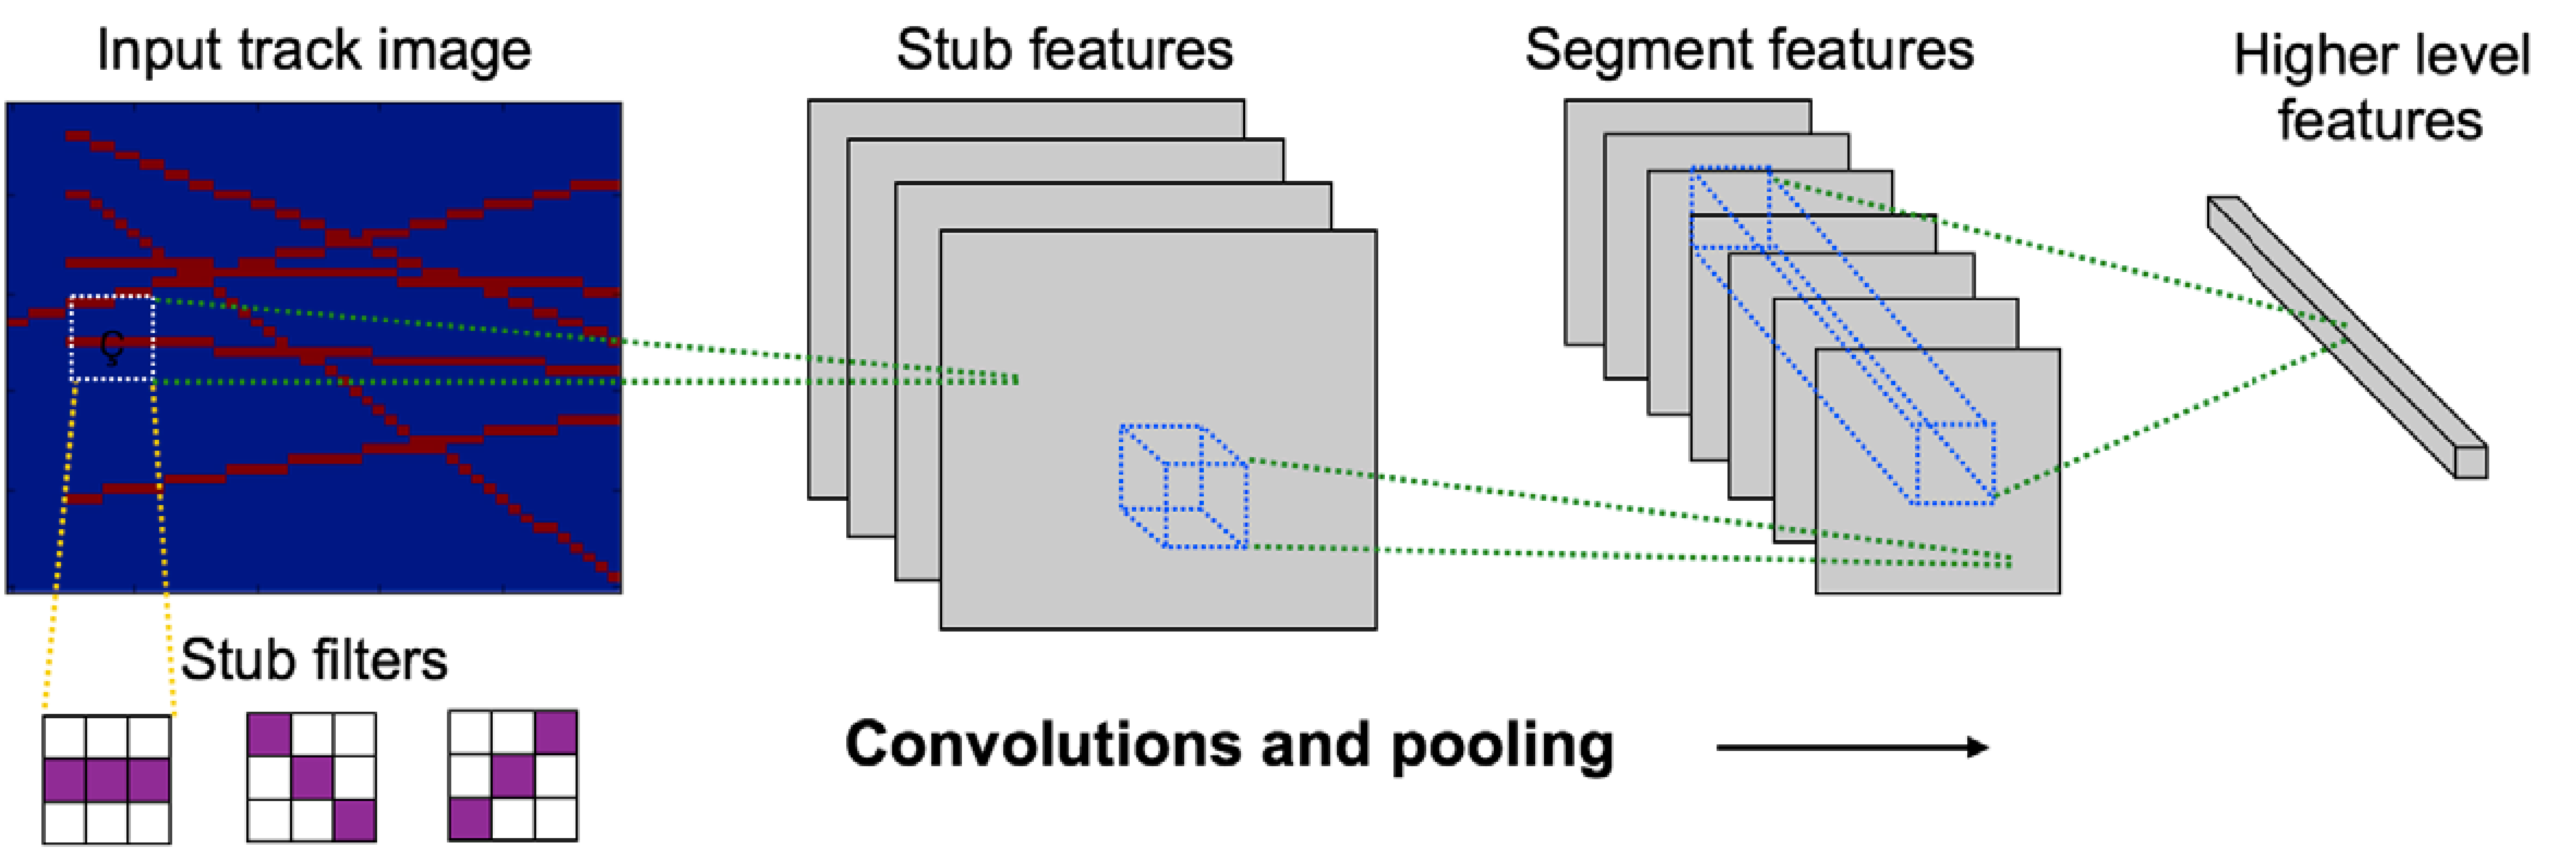 Input track image
Stub features
Segment features
Higher level
features
Ç
Stub filters
Convolutions and pooling